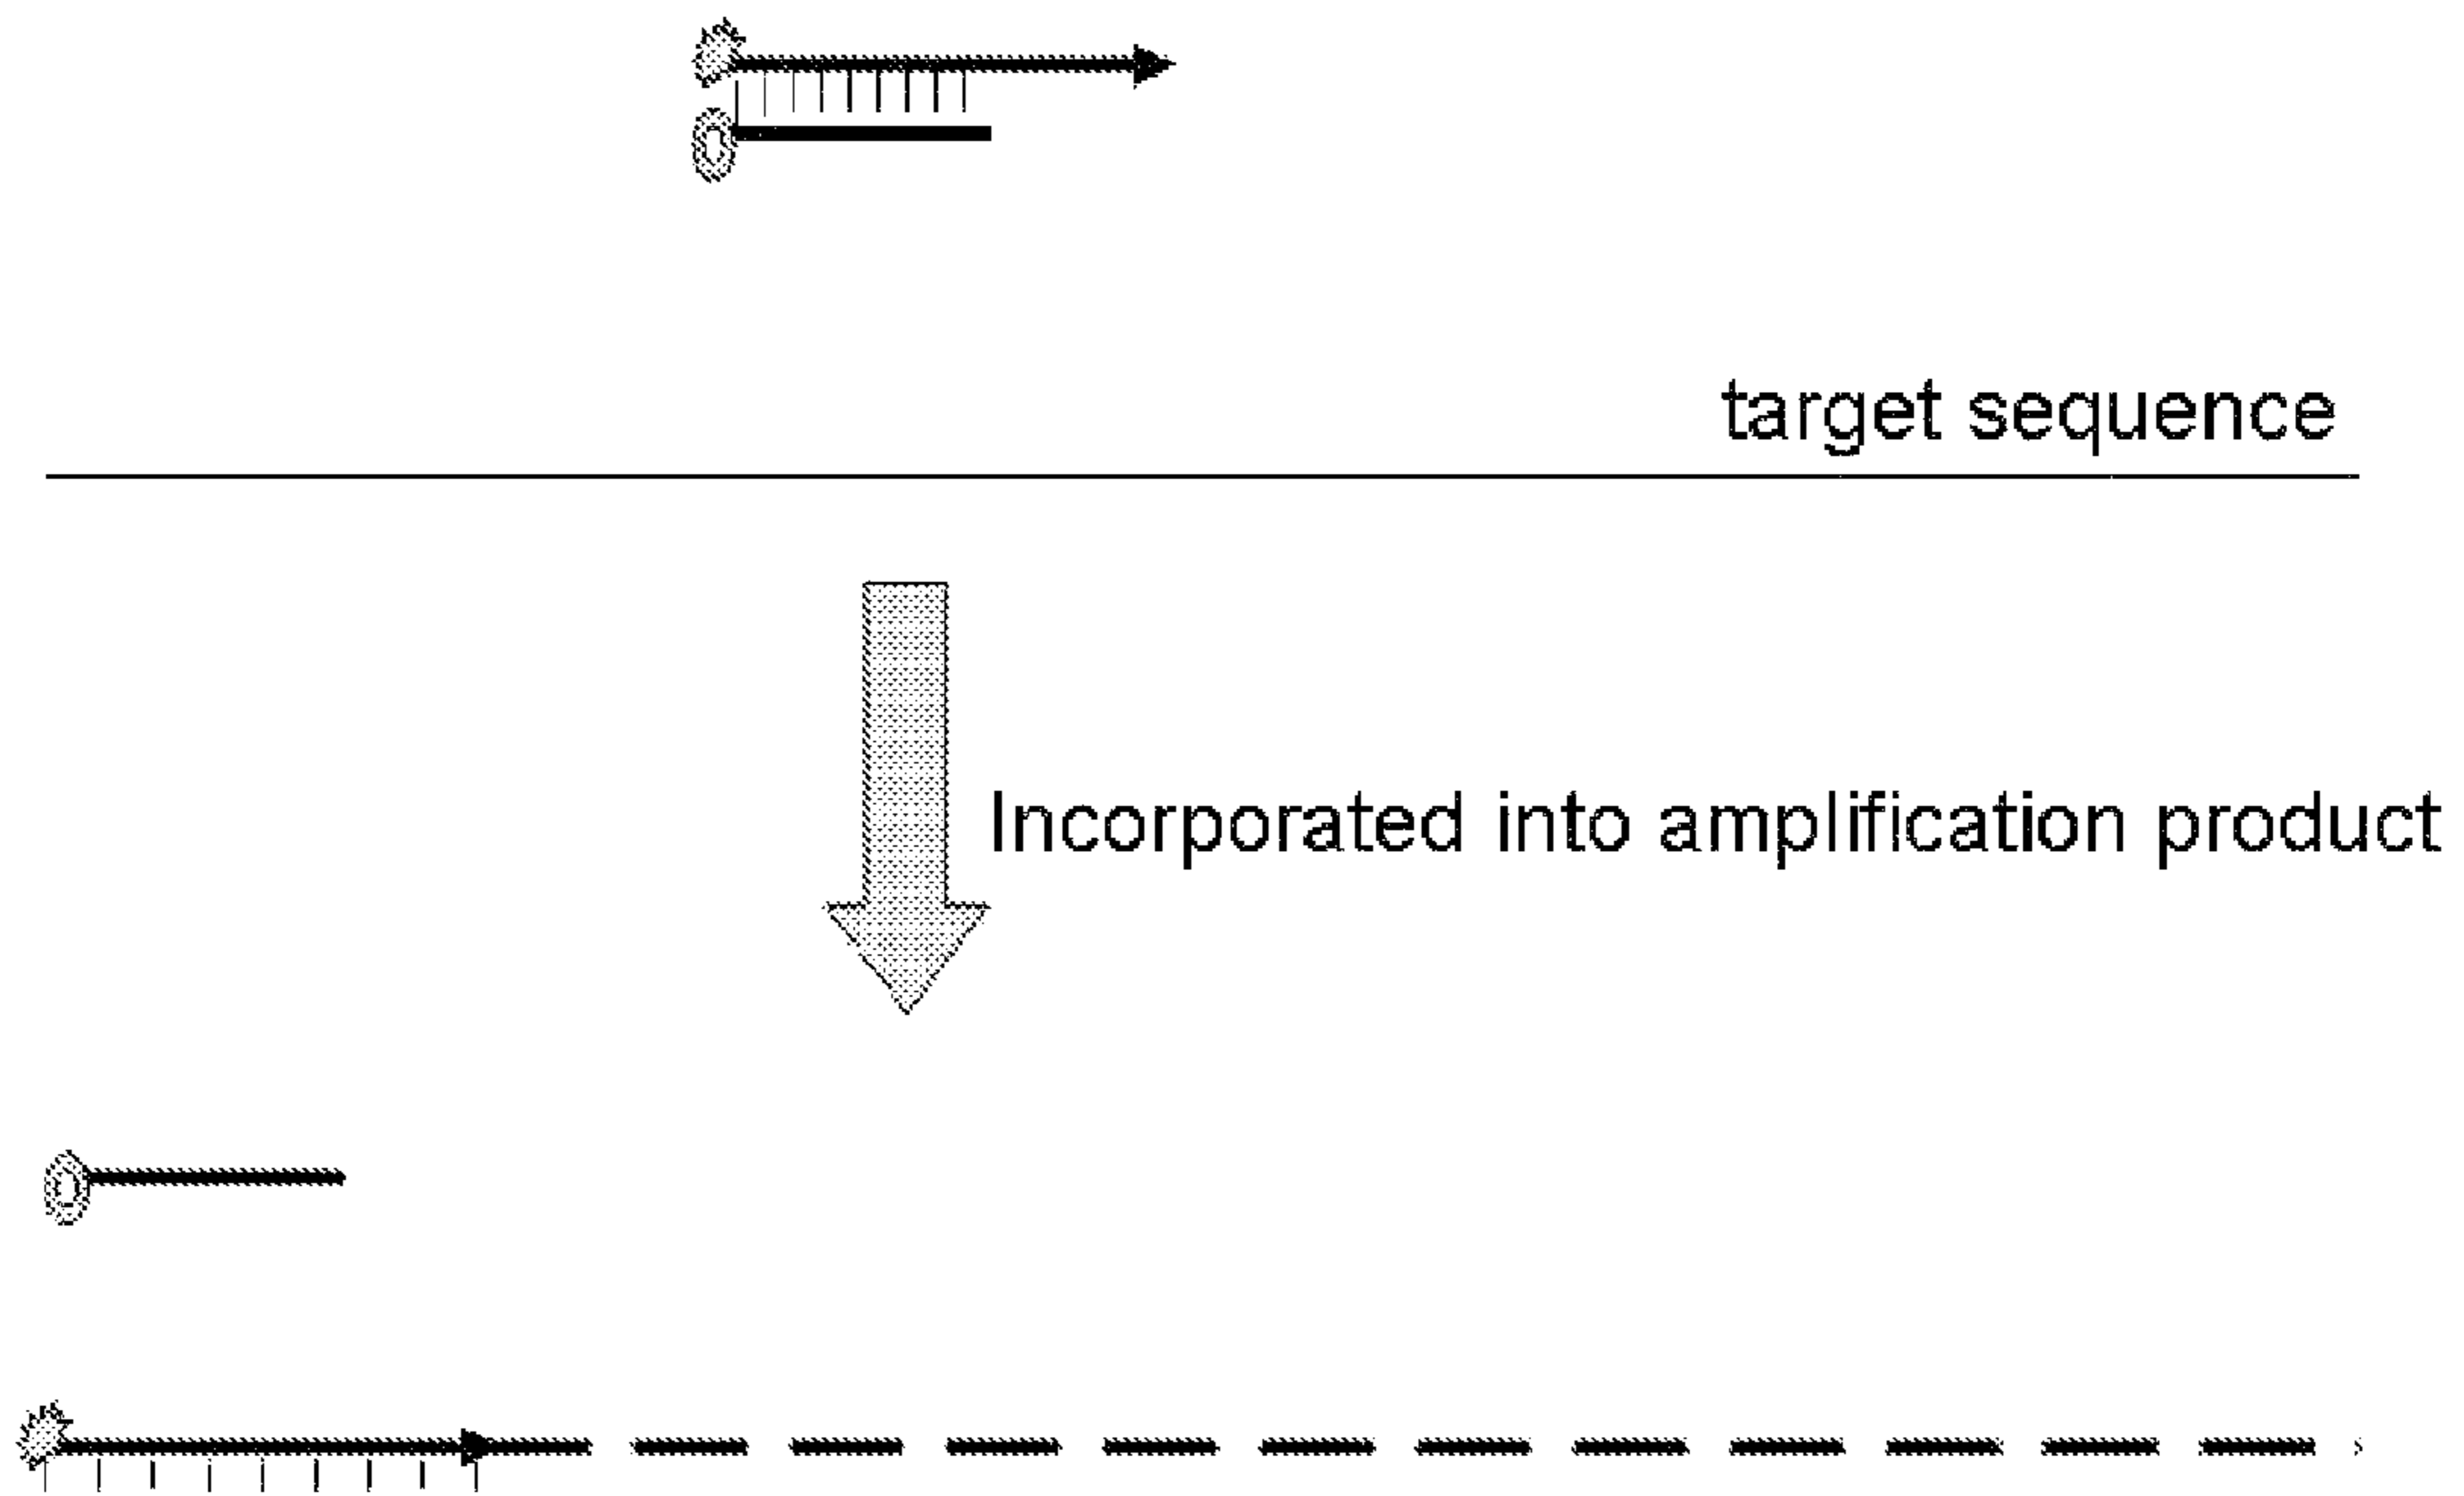 target sequence
Incorporated into amplification product